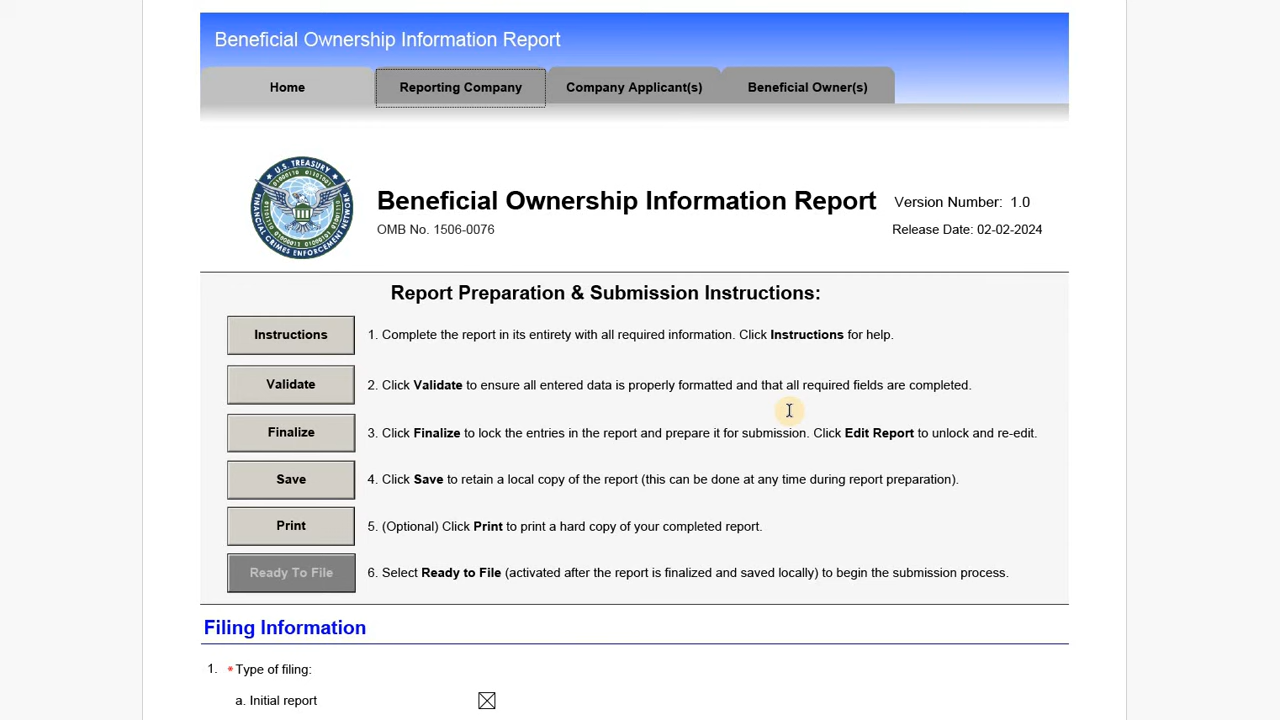 Beneficial Ownership Information Report
Home
Reporting Company
Company Applicant(s)
Beneficial Owner(s)
U.S. TREASURY
FINANCIAL CRIMES ENFORCEMENT NETWORK
Beneficial Ownership Information Report
Version Number: 1.0
OMB No. 1506-0076
Release Date: 02-02-2024
Report Preparation & Submission Instructions:
Instructions
1. Complete the report in its entirety with all required information. Click Instructions for help.
Validate
2. Click Validate to ensure all entered data is properly formatted and that all required fields are completed.
Finalize
3. Click Finalize to lock the entries in the report and prepare it for submission. Click Edit Report to unlock and re-edit.
Save
4. Click Save to retain a local copy of the report (this can be done at any time during report preparation).
Print
5. (Optional) Click Print to print a hard copy of your completed report.
Ready To File
6. Select Ready to File (activated after the report is finalized and saved locally) to begin the submission process.
Filing Information
1. * Type of filing:
a. Initial report